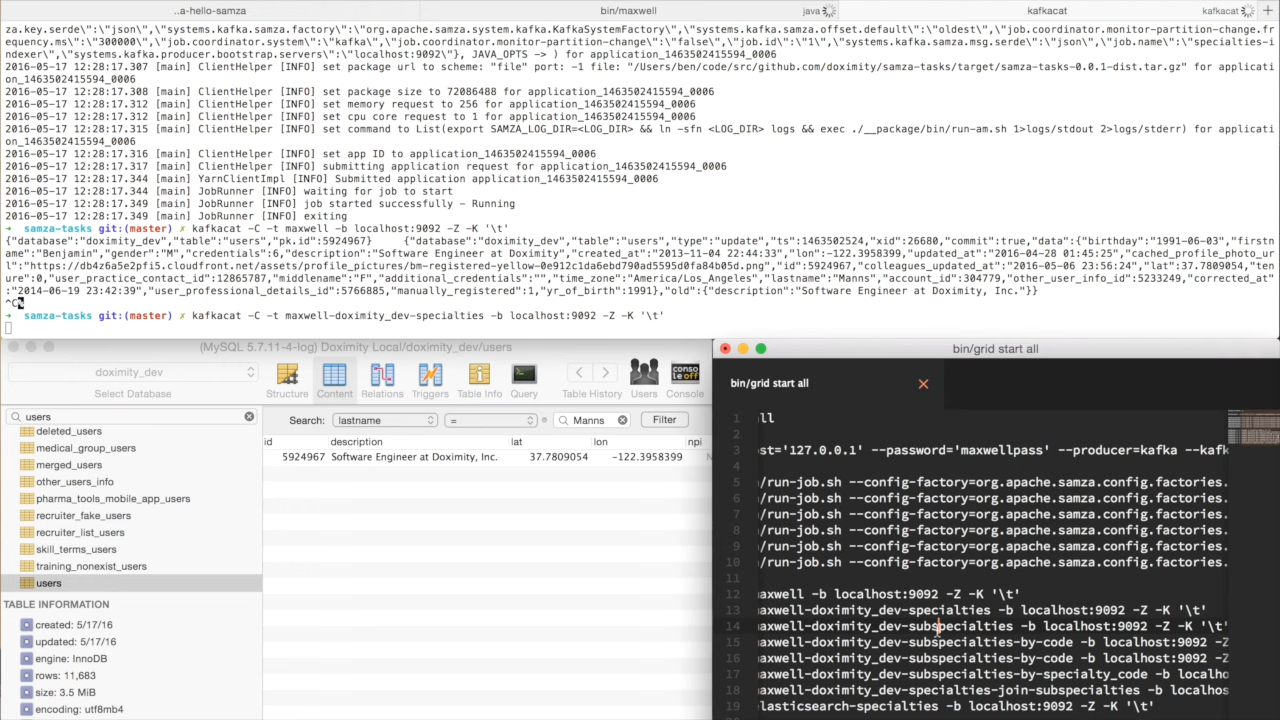 ..a-hello-samza
bin/maxwell
java
kafkacat
kafkacat
za.key.serde\":\"json\",\"systems.kafka.samza.factory\":\"org.apache.samza.system.kafka.KafkaSystemFactory\",\"systems.kafka.samza.offset.default\":\"oldest\",\"job.coordinator.monitor-partition-change.fr
equency.ms\":\"300000\",\"job.coordinator.system\":\"kafka\",\"job.coordinator.monitor-partition-change\":\"false\",\"job.id\":\"1\",\"systems.kafka.samza.msg.serde\":\"json\",\"job.name\":\"specialties-i
ndexer\",\"systems.kafka.producer.bootstrap.servers\":\"localhost:9092\"}, JAVA_OPTS -> ) for application_1463502415594_0006
2016-05-17 12:28:17.307 [main] ClientHelper [INFO] set package url to scheme: "file" port: -1 file: "/Users/ben/code/src/github.com/doximity/samza-tasks/target/samza-tasks-0.0.1-dist.tar.gz" for applicati
on_1463502415594_0006
2016-05-17 12:28:17.308 [main] ClientHelper [INFO] set package size to 72086488 for application_1463502415594_0006
2016-05-17 12:28:17.312 [main] ClientHelper [INFO] set memory request to 256 for application_1463502415594_0006
2016-05-17 12:28:17.312 [main] ClientHelper [INFO] set cpu core request to 1 for application_1463502415594_0006
2016-05-17 12:28:17.315 [main] ClientHelper [INFO] set command to List(export SAMZA_LOG_DIR=<LOG_DIR> && ln -sfn <LOG_DIR> logs && exec ./__package/bin/run-am.sh 1>logs/stdout 2>logs/stderr) for applicati
on_1463502415594_0006
2016-05-17 12:28:17.316 [main] ClientHelper [INFO] set app ID to application_1463502415594_0006
2016-05-17 12:28:17.317 [main] ClientHelper [INFO] submitting application request for application_1463502415594_0006
2016-05-17 12:28:17.344 [main] YarnClientImpl [INFO] Submitted application application_1463502415594_0006
2016-05-17 12:28:17.344 [main] JobRunner [INFO] waiting for job to start
2016-05-17 12:28:17.349 [main] JobRunner [INFO] job started successfully - Running
2016-05-17 12:28:17.349 [main] JobRunner [INFO] exiting
➜ samza-tasks git:(master) ✗ kafkacat -C -t maxwell -b localhost:9092 -Z -K '\t'
{"database":"doximity_dev","table":"users","pk.id":5924967} {"database":"doximity_dev","table":"users","type":"update","ts":1463502524,"xid":26680,"commit":true,"data":{"birthday":"1991-06-03","firstn
ame":"Benjamin","gender":"M","credentials":6,"description":"Software Engineer at Doximity","created_at":"2013-11-04 22:44:33","lon":-122.3958399,"updated_at":"2016-04-28 01:45:25","cached_profile_photo_ur
l":"https://db4z6a5e2pfi5.cloudfront.net/assets/profile_pictures/bm-registered-yellow-0e912c1da6ebd790ad5595d0fa84b05d.png","id":5924967,"colleagues_updated_at":"2016-05-06 23:56:24","lat":37.7809054,"ten
ure":0,"user_practice_contact_id":12865787,"middlename":"F","additional_credentials":"","time_zone":"America/Los_Angeles","lastname":"Manns","account_id":304779,"other_user_info_id":5233249,"corrected_at"
:"2014-06-19 23:42:39","user_professional_details_id":5766885,"manually_registered":1,"yr_of_birth":1991},"old":{"description":"Software Engineer at Doximity, Inc."}}
^C
➜ samza-tasks git:(master) ✗ kafkacat -C -t maxwell-doximity_dev-specialties -b localhost:9092 -Z -K '\t'
(MySQL 5.7.11-4-log) Doximity Local/doximity_dev/users
doximity_dev
Select Database
Structure
Content
Relations
Triggers
Table Info
Query
Table History
Users
conso
le off
Console
users
deleted_users
medical_group_users
merged_users
other_users_info
pharma_tools_mobile_app_users
recruiter_fake_users
recruiter_list_users
skill_terms_users
training_nonexist_users
users
TABLE INFORMATION
created: 5/17/16
updated: 5/17/16
engine: InnoDB
rows: 11,683
size: 3.5 MiB
encoding: utf8mb4
Search: lastname = Manns Filter
id description lat lon npi
5924967 Software Engineer at Doximity, Inc. 37.7809054 -122.3958399
bin/grid start all
bin/grid start all
1 ll
2
3 ost='127.0.0.1' --password='maxwellpass' --producer=kafka --kafk
4
5 /run-job.sh --config-factory=org.apache.samza.config.factories.
6 /run-job.sh --config-factory=org.apache.samza.config.factories.
7 /run-job.sh --config-factory=org.apache.samza.config.factories.
8 /run-job.sh --config-factory=org.apache.samza.config.factories.
9 /run-job.sh --config-factory=org.apache.samza.config.factories.
10 /run-job.sh --config-factory=org.apache.samza.config.factories.
11
12 maxwell -b localhost:9092 -Z -K '\t'
13 maxwell-doximity_dev-specialties -b localhost:9092 -Z -K '\t'
14 maxwell-doximity_dev-subspecialties -b localhost:9092 -Z -K '\t'
15 maxwell-doximity_dev-subspecialties-by-code -b localhost:9092 -
16 maxwell-doximity_dev-subspecialties-by-code -b localhost:9092 -Z
17 maxwell-doximity_dev-subspecialties-by-specialty_code -b localho
18 maxwell-doximity_dev-specialties-join-subspecialties -b localhos
19 elasticsearch-specialties -b localhost:9092 -Z -K '\t'